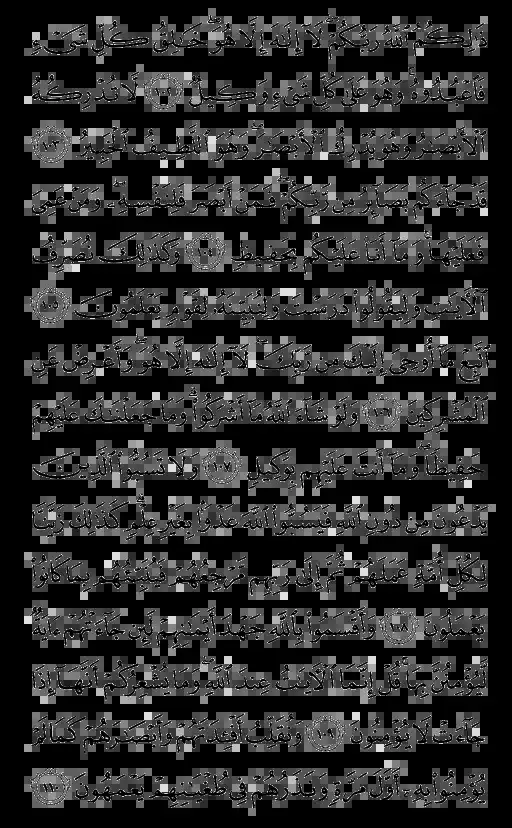 ذَٰلِكُمُ ٱللَّهُ رَبُّكُمْ ۖ لَآ إِلَٰهَ إِلَّا هُوَ ۖ خَٰلِقُ كُلِّ شَىْءٍ
فَٱعْبُدُوهُ ۚ وَهُوَ عَلَىٰ كُلِّ شَىْءٍ وَكِيلٌ ١٠٢ لَّا تُدْرِكُهُ
ٱلْأَبْصَٰرُ وَهُوَ يُدْرِكُ ٱلْأَبْصَٰرَ ۖ وَهُوَ ٱللَّطِيفُ ٱلْخَبِيرُ ١٠٣
قَدْ جَآءَكُم بَصَآئِرُ مِن رَّبِّكُمْ ۖ فَمَنْ أَبْصَرَ فَلِنَفْسِهِۦ ۖ وَمَنْ عَمِىَ
فَعَلَيْهَا ۚ وَمَآ أَنَا۠ عَلَيْكُم بِحَفِيظٍ ١٠٤ وَكَذَٰلِكَ نُصَرِّفُ
ٱلْءَايَٰتِ وَلِيَقُولُوا۟ دَرَسْتَ وَلِنُبَيِّنَهُۥ لِقَوْمٍ يَعْلَمُونَ ١٠٥
ٱتَّبِعْ مَآ أُوحِىَ إِلَيْكَ مِن رَّبِّكَ ۖ لَآ إِلَٰهَ إِلَّا هُوَ ۖ وَأَعْرِضْ عَنِ
ٱلْمُشْرِكِينَ ١٠٦ وَلَوْ شَآءَ ٱللَّهُ مَآ أَشْرَكُوا۟ ۗ وَمَا جَعَلْنَٰكَ عَلَيْهِمْ
حَفِيظًا ۖ وَمَآ أَنتَ عَلَيْهِم بِوَكِيلٍ ١٠٧ وَلَا تَسُبُّوا۟ ٱلَّذِينَ
يَدْعُونَ مِن دُونِ ٱللَّهِ فَيَسُبُّوا۟ ٱللَّهَ عَدْوًۢا بِغَيْرِ عِلْمٍ ۗ كَذَٰلِكَ زَيَّنَّا
لِكُلِّ أُمَّةٍ عَمَلَهُمْ ثُمَّ إِلَىٰ رَبِّهِم مَّرْجِعُهُمْ فَيُنَبِّئُهُم بِمَا كَانُوا۟
يَعْمَلُونَ ١٠٨ وَأَقْسَمُوا۟ بِٱللَّهِ جَهْدَ أَيْمَٰنِهِمْ لَئِن جَآءَتْهُمْ ءَايَةٌ
لَّيُؤْمِنُنَّ بِهَا ۚ قُلْ إِنَّمَا ٱلْءَايَٰتُ عِندَ ٱللَّهِ ۖ وَمَا يُشْعِرُكُمْ أَنَّهَآ إِذَا
جَآءَتْ لَا يُؤْمِنُونَ ١٠٩ وَنُقَلِّبُ أَفْـِٔدَتَهُمْ وَأَبْصَٰرَهُمْ كَمَا لَمْ
يُؤْمِنُوا۟ بِهِۦٓ أَوَّلَ مَرَّةٍ وَنَذَرُهُمْ فِى طُغْيَٰنِهِمْ يَعْمَهُونَ ١١٠